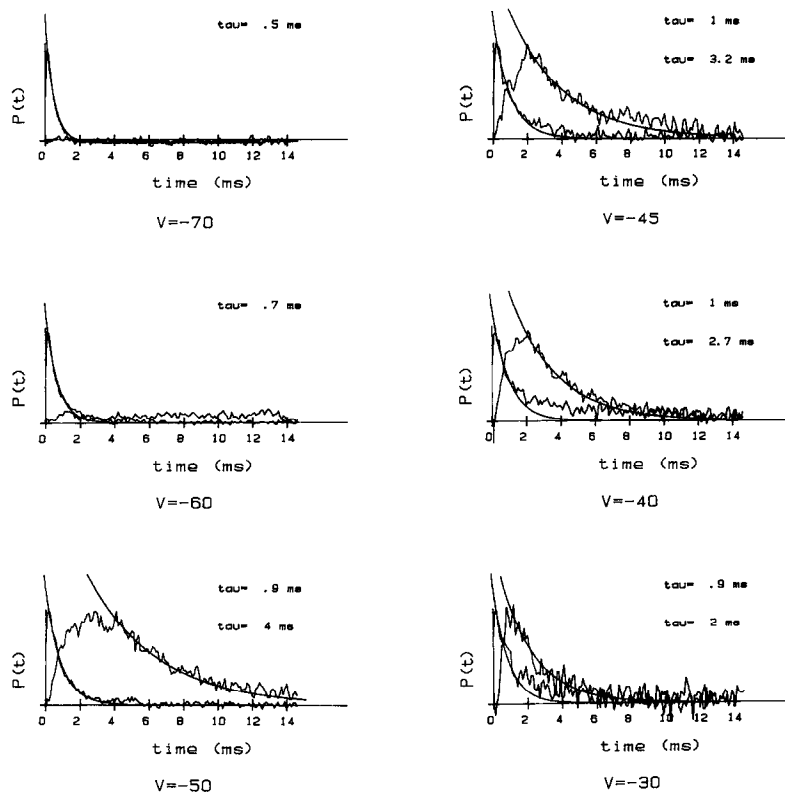 tau= .5 ms
P(t)
0 2 4 6 8 10 12 14
time (ms)
V=-70
tau= 1 ms
tau= 3.2 ms
P(t)
0 2 4 6 8 10 12 14
time (ms)
V=-45
tau= .7 ms
P(t)
0 2 4 6 8 10 12 14
time (ms)
V=-60
tau= 1 ms
tau= 2.7 ms
P(t)
0 2 4 6 8 10 12 14
time (ms)
V=-40
tau= .9 ms
tau= 4 ms
P(t)
0 2 4 6 8 10 12 14
time (ms)
V=-50
tau= .9 ms
tau= 2 ms
P(t)
0 2 4 6 8 10 12 14
time (ms)
V=-30